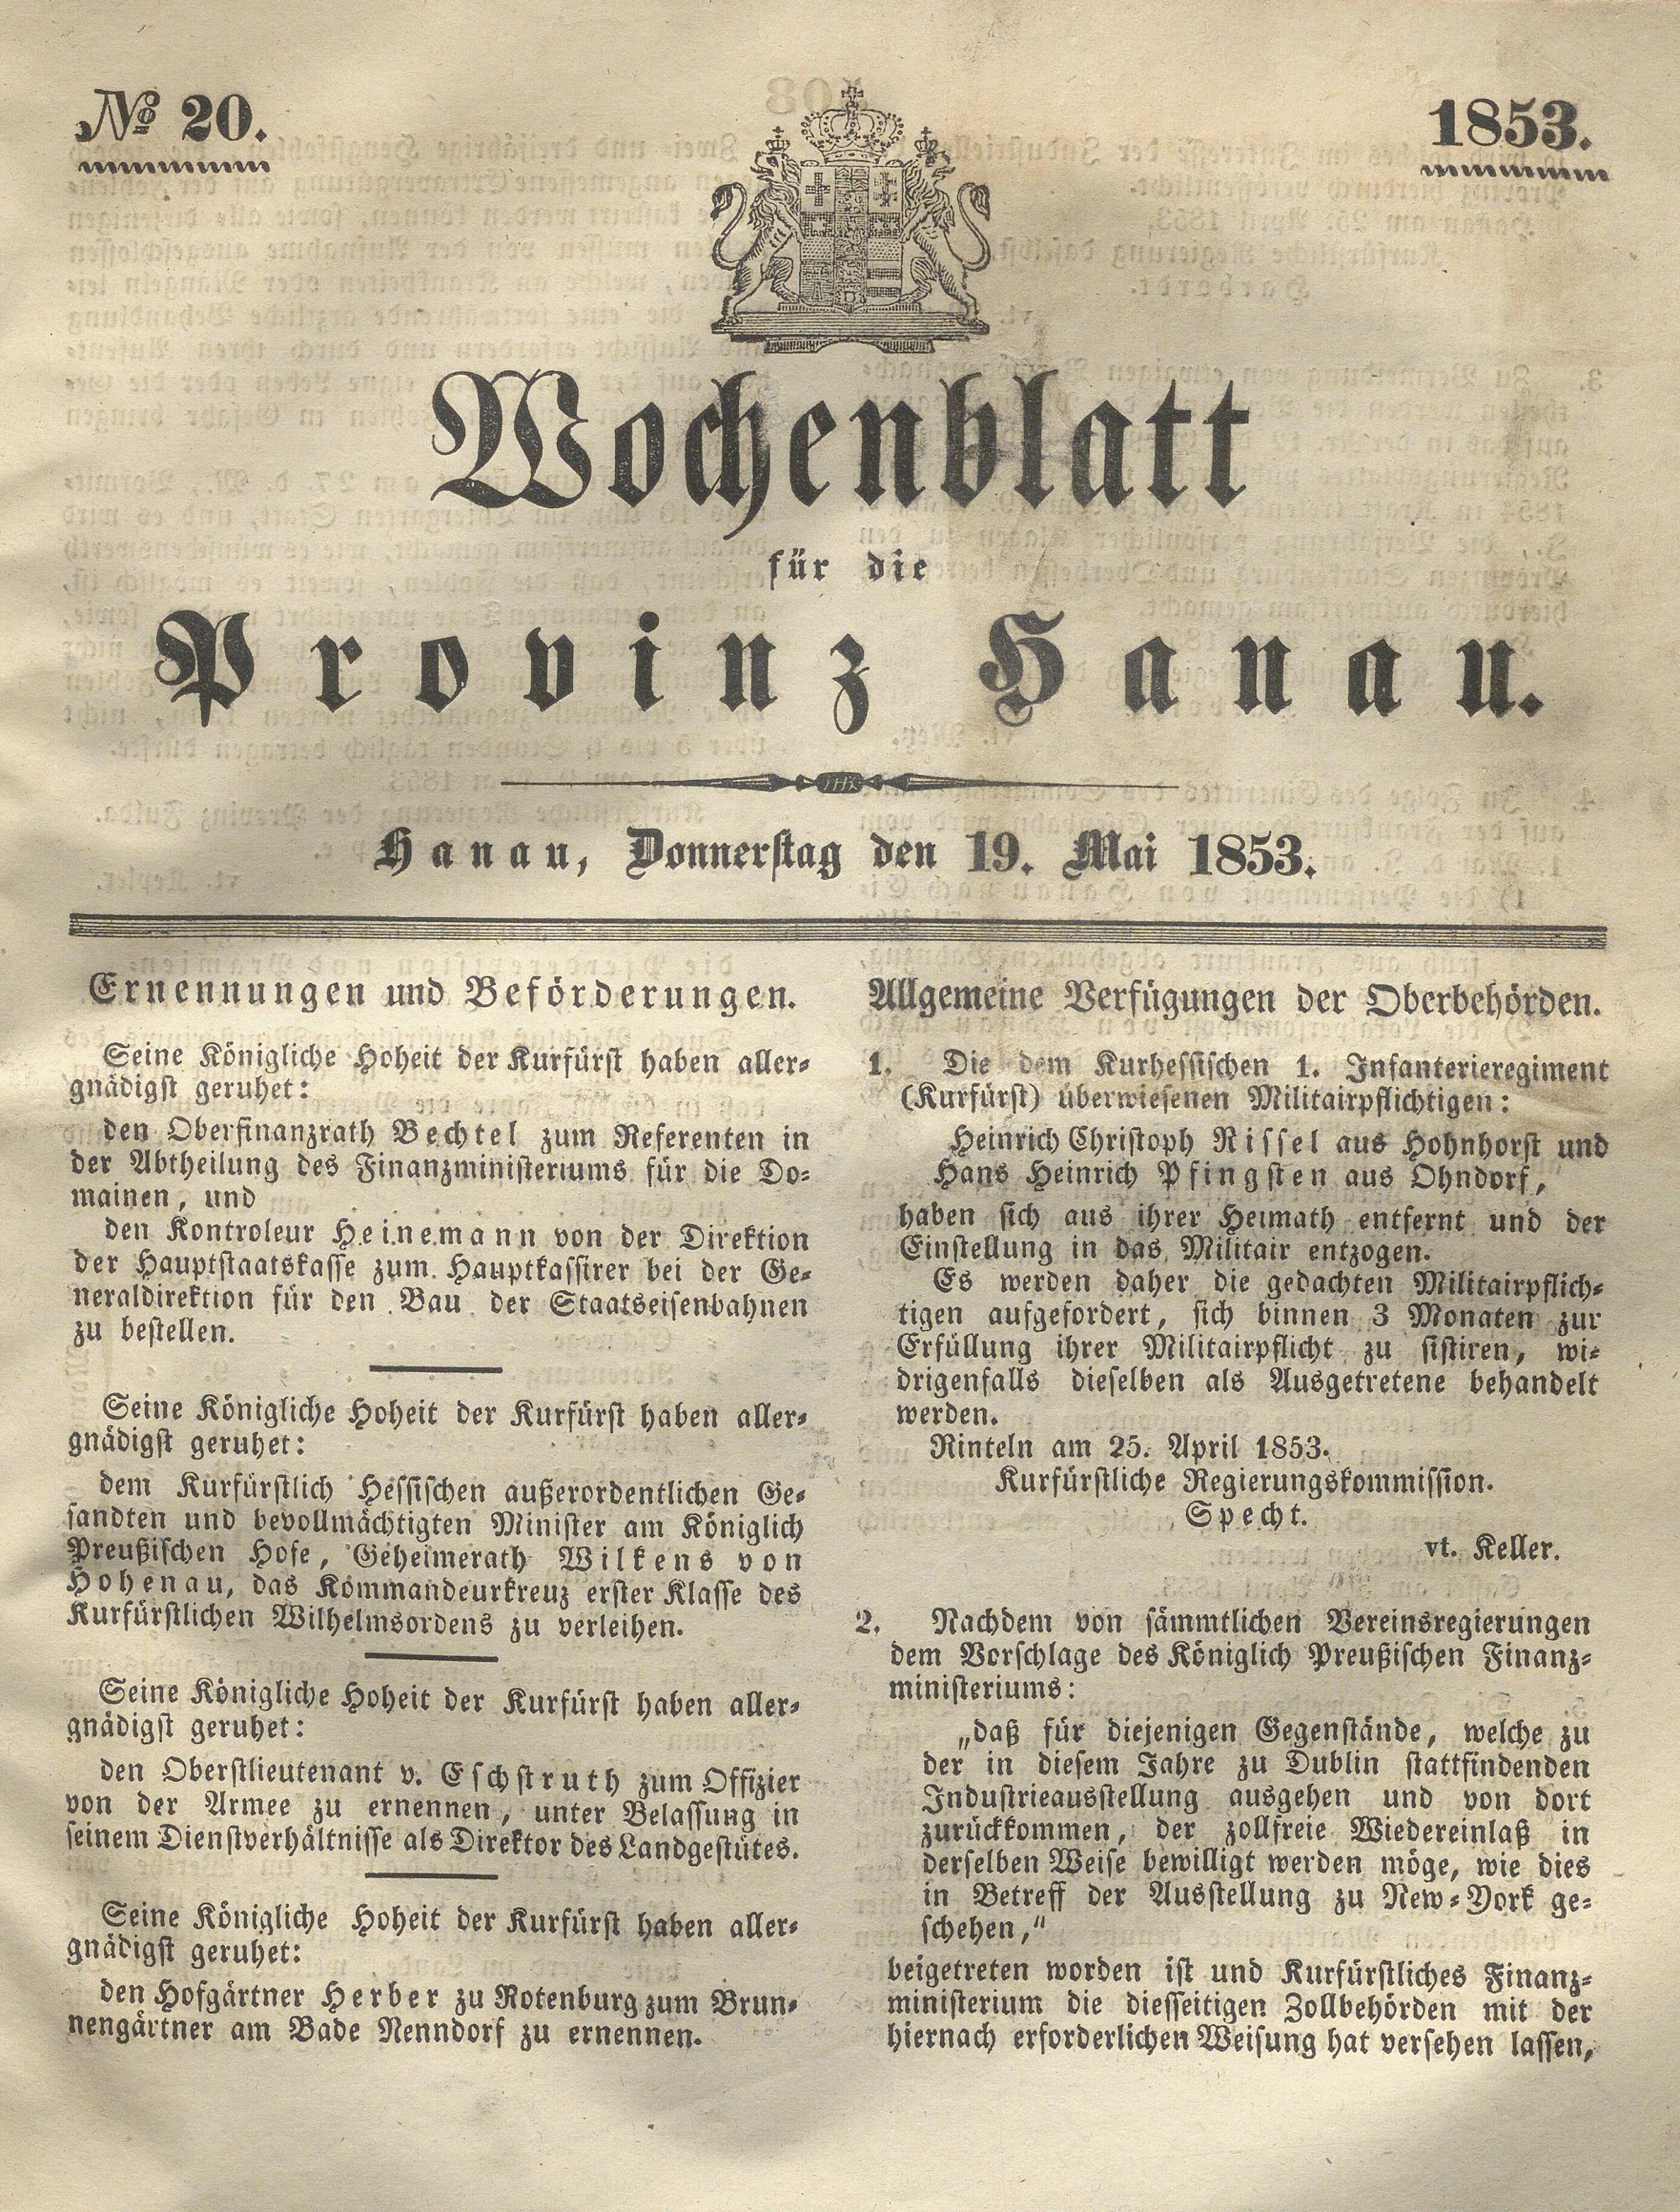 № 20.
1853.
Wochenblatt
für die
Provinz Hanau.
Hanau, Donnerstag den 19. Mai 1853.
Ernennungen und Beförderungen.
Seine Königliche Hoheit der Kurfürst haben aller-
gnädigst geruhet:
den Oberfinanzrath Bechtel zum Referenten in
der Abtheilung des Finanzministeriums für die Do-
mainen, und
den Kontroleur Heinemann von der Direktion
der Hauptstaatskasse zum Hauptkassirer bei der Ge-
neraldirektion für den Bau der Staatseisenbahnen
zu bestellen.
Seine Königliche Hoheit der Kurfürst haben aller-
gnädigst geruhet:
dem Kurfürstlich Hessischen außerordentlichen Ge-
sandten und bevollmächtigten Minister am Königlich
Preußischen Hofe, Geheimerath Wilkens von
Hohenau, das Kommandeurkreuz erster Klasse des
Kurfürstlichen Wilhelmsordens zu verleihen.
Seine Königliche Hoheit der Kurfürst haben aller-
gnädigst geruhet:
den Oberstlieutenant v. Eschstruth zum Offizier
von der Armee zu ernennen, unter Belassung in
seinem Dienstverhältnisse als Direktor des Landgestütes.
Seine Königliche Hoheit der Kurfürst haben aller-
gnädigst geruhet:
den Hofgärtner Herber zu Rotenburg zum Brun-
nengärtner am Bade Nenndorf zu ernennen.
Allgemeine Verfügungen der Oberbehörden.
1. Die dem Kurhessischen 1. Infanterieregiment
(Kurfürst) überwiesenen Militairpflichtigen:
Heinrich Christoph Nissel aus Hohnhorst und
Hans Heinrich Pfingsten aus Ohndorf,
haben sich aus ihrer Heimath entfernt und der
Einstellung in das Militair entzogen.
Es werden daher die gedachten Militairpflich-
tigen aufgefordert, sich binnen 3 Monaten zur
Erfüllung ihrer Militairpflicht zu sistiren, wi-
drigenfalls dieselben als Ausgetretene behandelt
werden.
Rinteln am 25. April 1853.
Kurfürstliche Regierungskommission.
Specht.
vt. Keller.
2. Nachdem von sämmtlichen Vereinsregierungen
dem Vorschlage des Königlich Preußischen Finanz-
ministeriums:
„daß für diejenigen Gegenstände, welche zu
der in diesem Jahre zu Dublin stattfindenden
Industrieausstellung ausgehen und von dort
zurückkommen, der zollfreie Wiedereinlaß in
derselben Weise bewilligt werden möge, wie dies
in Betreff der Ausstellung zu New-York ge-
schehen,“
beigetreten worden ist und Kurfürstliches Finanz-
ministerium die diesseitigen Zollbehörden mit der
hiernach erforderlichen Weisung hat versehen lassen,